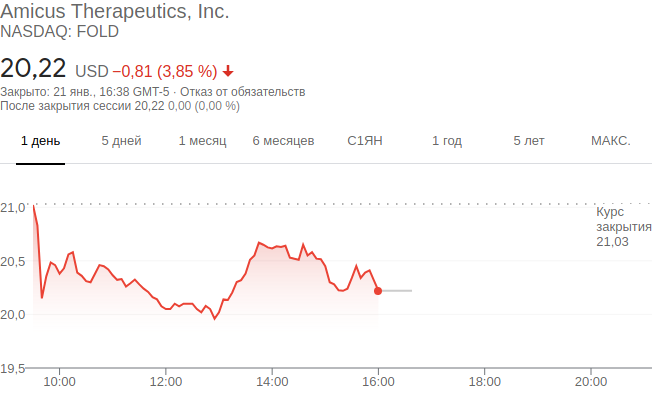 Amicus Therapeutics, Inc.
NASDAQ: FOLD
20,22 USD −0,81 (3,85 %)
Закрыто: 21 янв., 16:38 GMT-5 · Отказ от обязательств
После закрытия сессии 20,22 0,00 (0,00 %)
1 день 5 дней 1 месяц 6 месяцев С1ЯН 1 год 5 лет МАКС.
21,0
Курс
закрытия
21,03
20,5
20,0
19,5
10:00 12:00 14:00 16:00 18:00 20:00